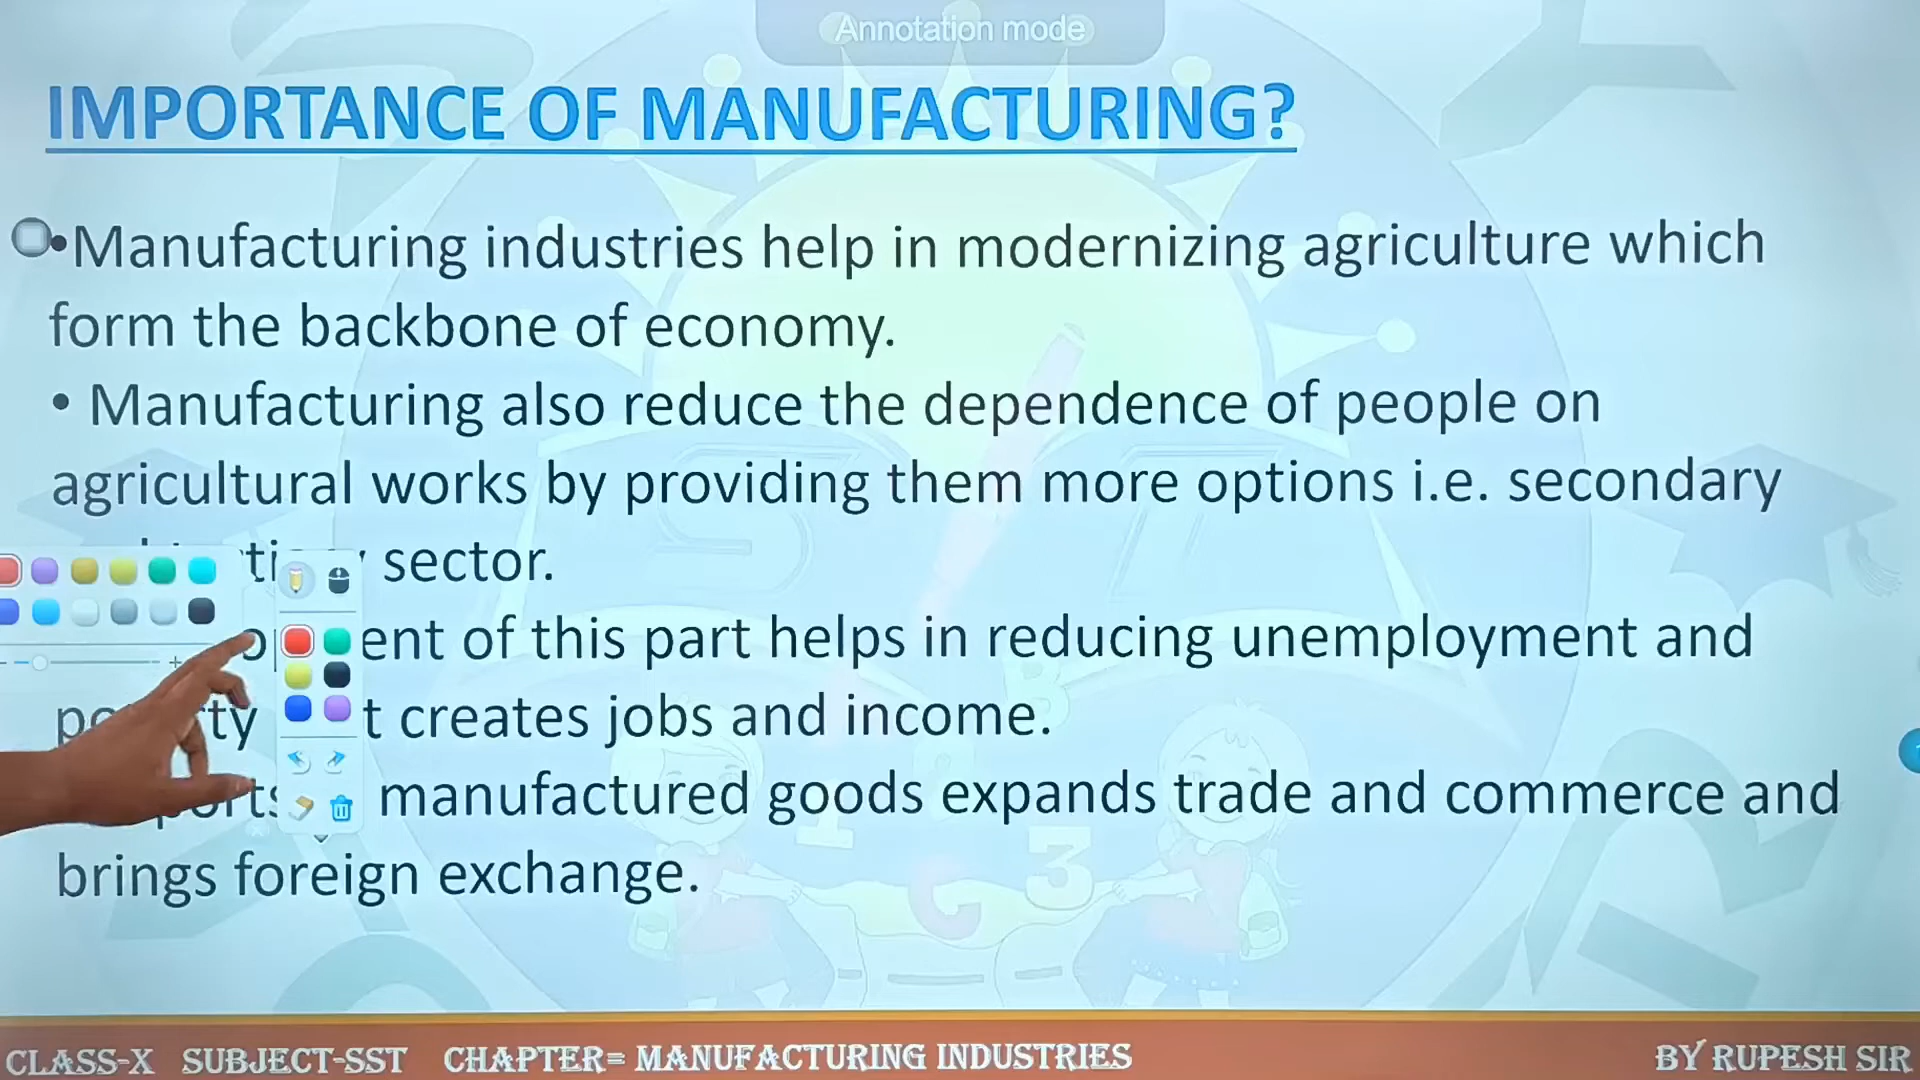 Annotation mode
IMPORTANCE OF MANUFACTURING?
•Manufacturing industries help in modernizing agriculture which
form the backbone of economy.
• Manufacturing also reduce the dependence of people on
agricultural works by providing them more options i.e. secondary
sector.
of this part helps in reducing unemployment and
creates jobs and income.
manufactured goods expands trade and commerce and
brings foreign exchange.
CLASS-X SUBJECT-SST CHAPTER= MANUFACTURING INDUSTRIES BY RUPESH SIR